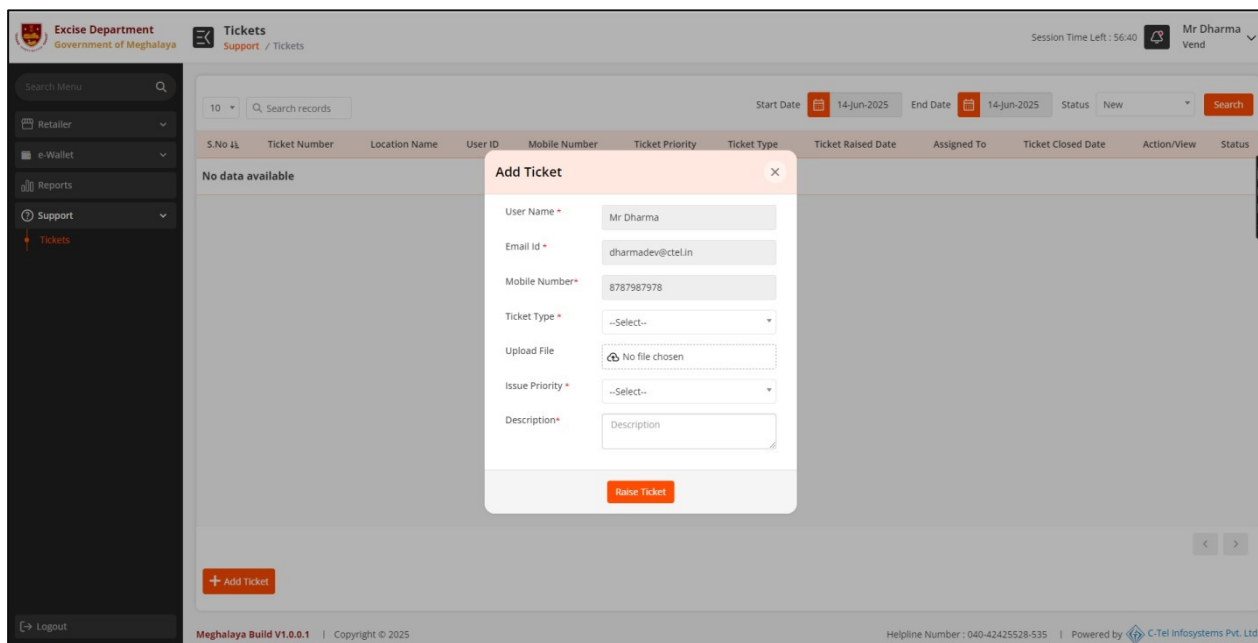 Excise Department
Government of Meghalaya
Tickets
Support / Tickets
Session Time Left : 56:40
Mr Dharma
Vend
Search Menu
Retailer
e-Wallet
Reports
Support
Tickets
Logout
10
Search records
Start Date 14-Jun-2025 End Date 14-Jun-2025 Status New Search
S.No Ticket Number Location Name User ID Mobile Number Ticket Priority Ticket Type Ticket Raised Date Assigned To Ticket Closed Date Action/View Status
No data available
Add Ticket ×
User Name * Mr Dharma
Email Id * dharmadev@ctel.in
Mobile Number* 8787987978
Ticket Type * --Select--
Upload File No file chosen
Issue Priority * --Select--
Description* Description
Raise Ticket
< >
+ Add Ticket
Meghalaya Build V1.0.0.1 | Copyright © 2025
Helpline Number : 040-42425528-535 | Powered by C-Tel Infosystems Pvt. Ltd